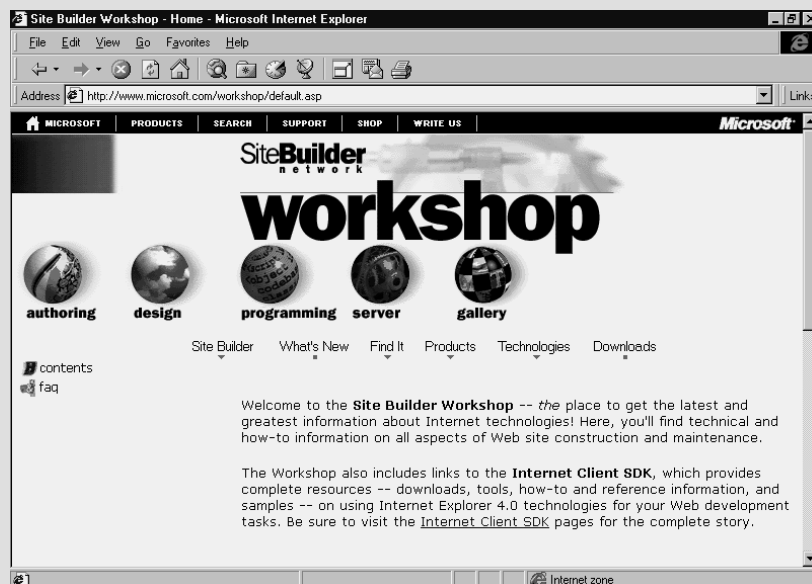 Site Builder Workshop - Home - Microsoft Internet Explorer
File Edit View Go Favorites Help
Address http://www.microsoft.com/workshop/default.asp Links
MICROSOFT PRODUCTS SEARCH SUPPORT SHOP WRITE US Microsoft
SiteBuilder
network
workshop
authoring design programming server gallery
Site Builder What's New Find It Products Technologies Downloads
contents
faq
Welcome to the Site Builder Workshop -- the place to get the latest and
greatest information about Internet technologies! Here, you'll find technical and
how-to information on all aspects of Web site construction and maintenance.
The Workshop also includes links to the Internet Client SDK, which provides
complete resources -- downloads, tools, how-to and reference information, and
samples -- on using Internet Explorer 4.0 technologies for your Web development
tasks. Be sure to visit the Internet Client SDK pages for the complete story.
Internet zone